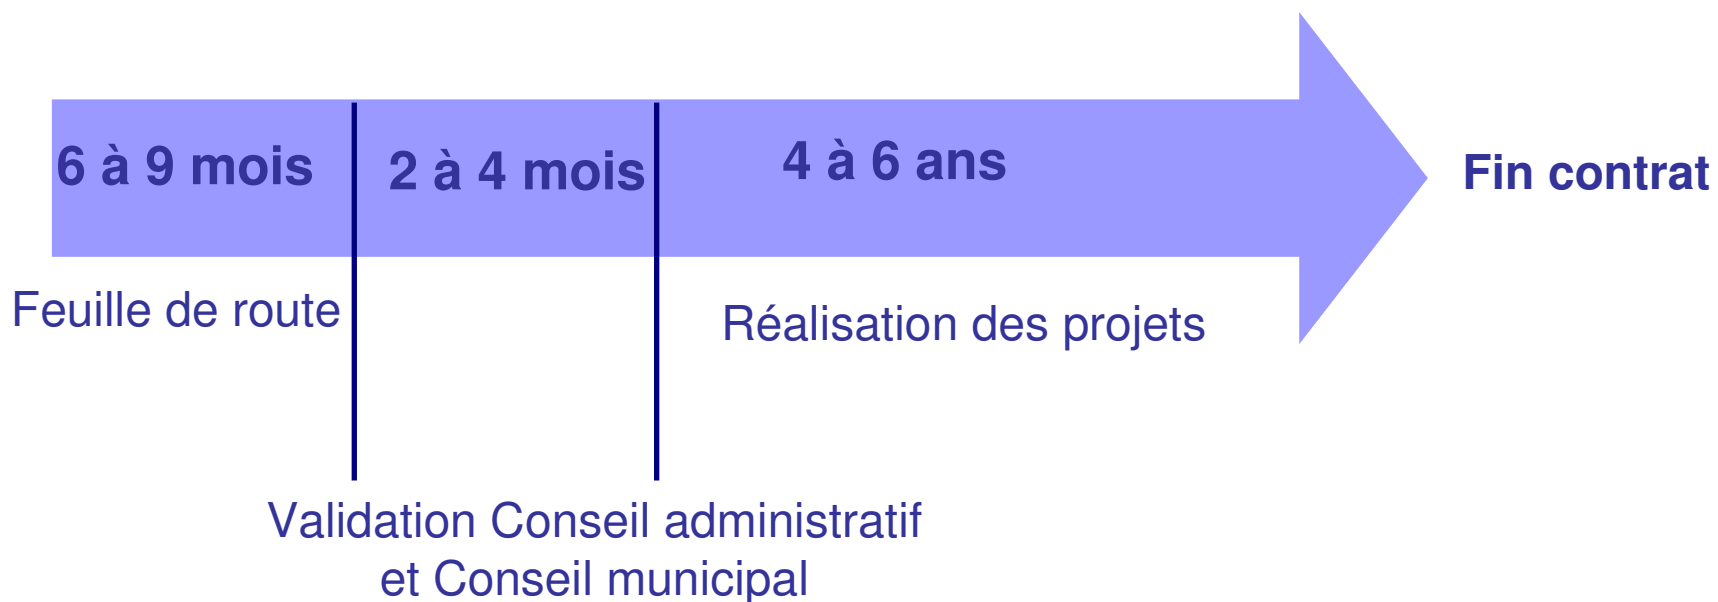 6 à 9 mois
2 à 4 mois
4 à 6 ans
Fin contrat
Feuille de route
Réalisation des projets
Validation Conseil administratif
et Conseil municipal